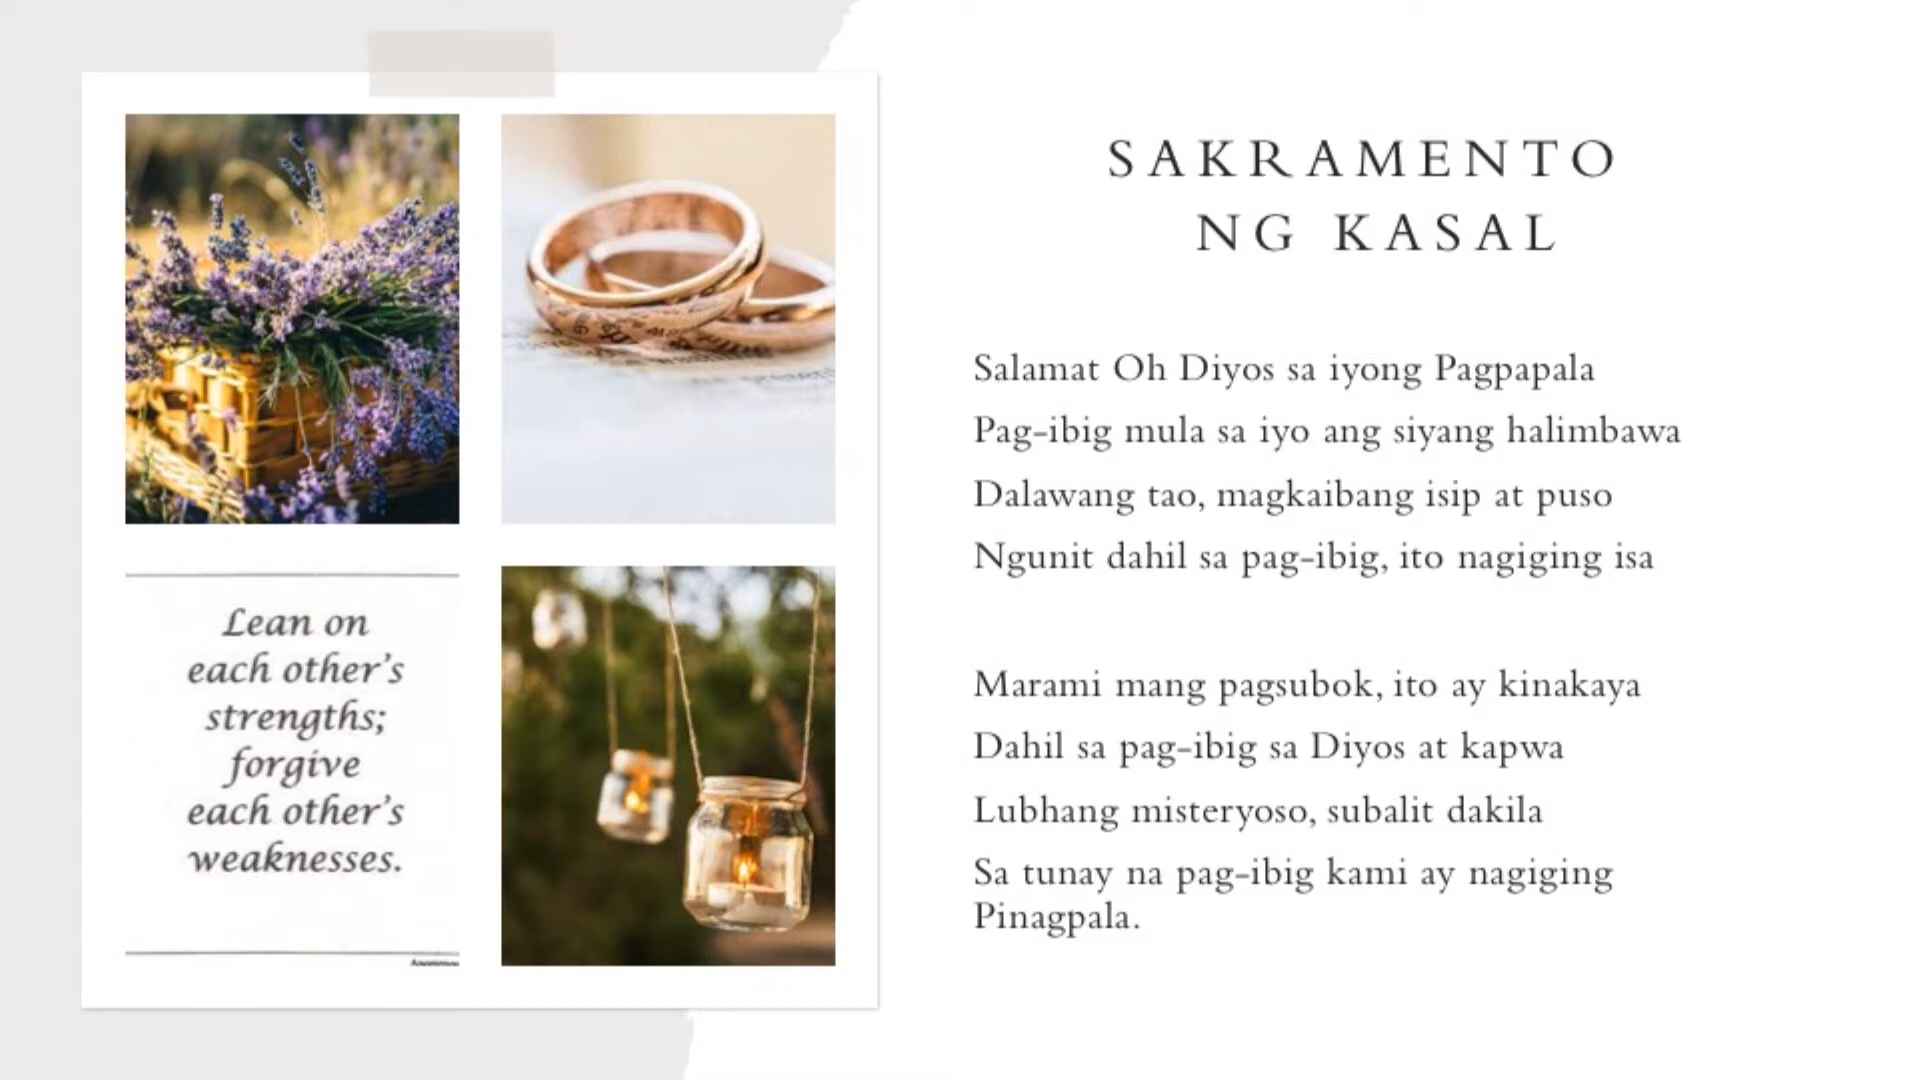 SAKRAMENTO
NG KASAL
Salamat Oh Diyos sa iyong Pagpapala
Pag-ibig mula sa iyo ang siyang halimbawa
Dalawang tao, magkaibang isip at puso
Ngunit dahil sa pag-ibig, ito nagiging isa
Marami mang pagsubok, ito ay kinakaya
Dahil sa pag-ibig sa Diyos at kapwa
Lubhang misteryoso, subalit dakila
Sa tunay na pag-ibig kami ay nagiging
Pinagpala.
Lean on
each other's
strengths;
forgive
each other's
weaknesses.